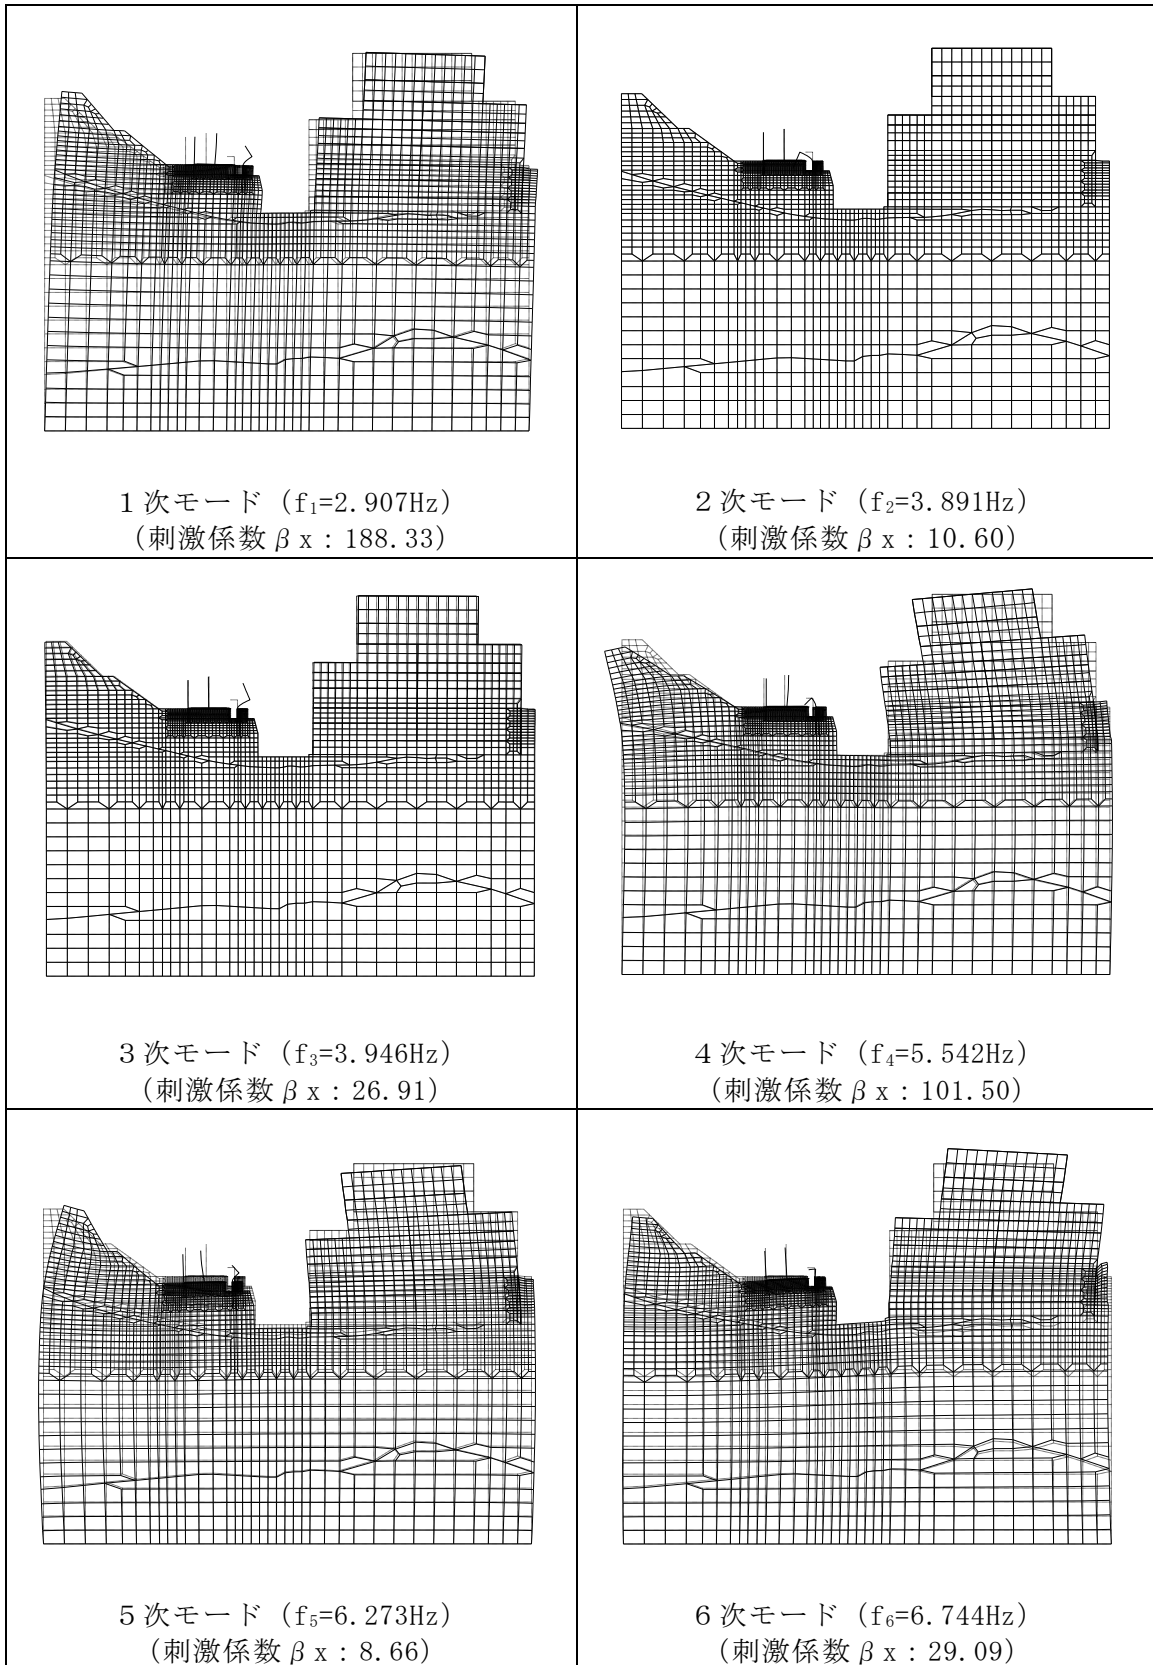 １次モード（f₁=2.907Hz）
（刺激係数βx：188.33）
２次モード（f₂=3.891Hz）
（刺激係数βx：10.60）
３次モード（f₃=3.946Hz）
（刺激係数βx：26.91）
４次モード（f₄=5.542Hz）
（刺激係数βx：101.50）
５次モード（f₅=6.273Hz）
（刺激係数βx：8.66）
６次モード（f₆=6.744Hz）
（刺激係数βx：29.09）